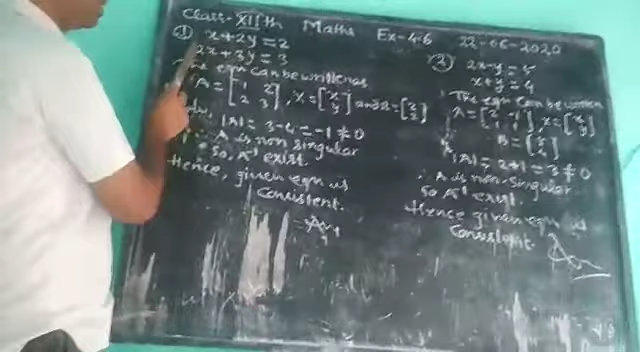 Class-XIIth Maths Ex-4.6 22-06-2020
① x+2y=2
2x+3y=3
The eqn can be written as
A=[1 2
2 3], X=[x
y] and B=[
|A|= 3-4=-1≠0
∴ A is non singular
So, A⁻¹ exist.
Hence, given eqn is
Consistent.
Ans
② 2x-y=5
x+y=4
The eqn can be written
A=[2 -1
1 1], X=[x
y]
B=[5
4]
|A|= 2+1=3≠0
∴ A is non-singular
So A⁻¹ exist.
Hence given eqn is
Consistent. Ans